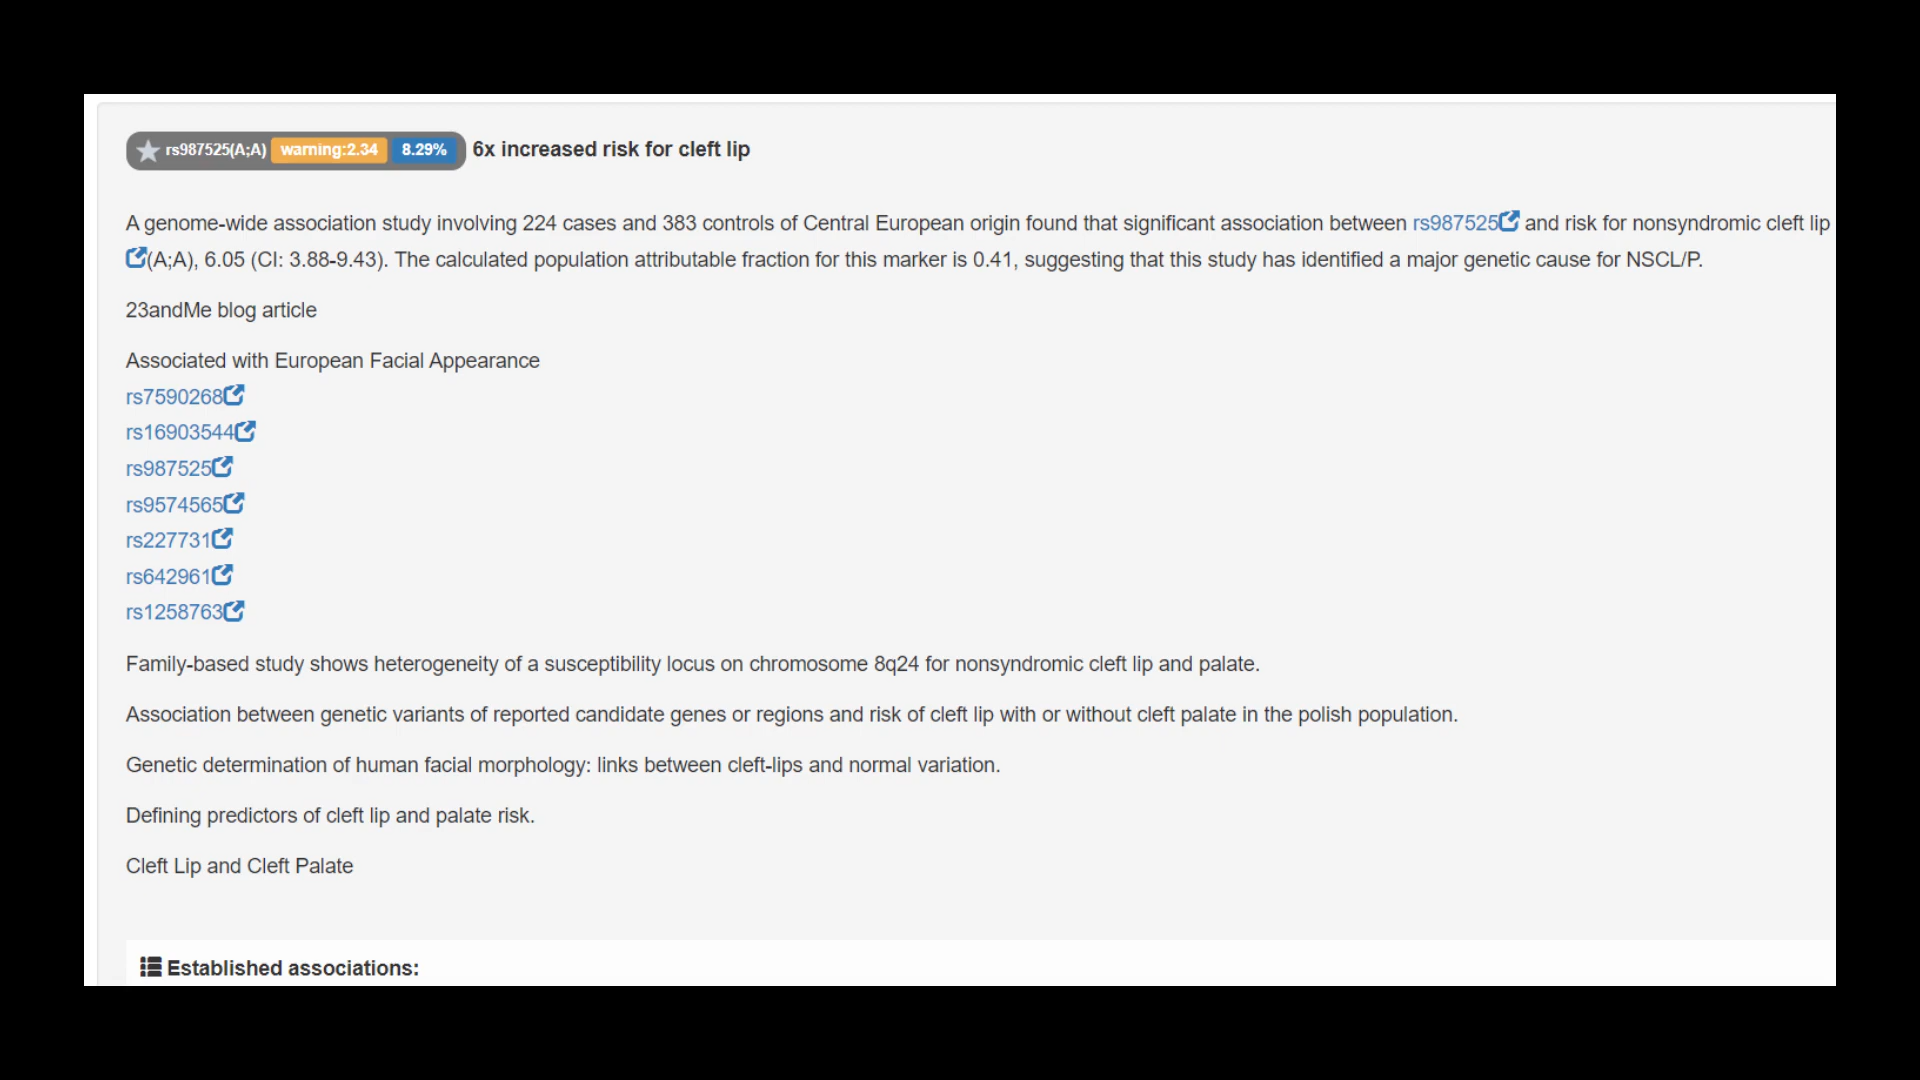 rs987525(A;A) warning:2.34 8.29% 6x increased risk for cleft lip
A genome-wide association study involving 224 cases and 383 controls of Central European origin found that significant association between rs987525 and risk for nonsyndromic cleft lip
(A;A), 6.05 (CI: 3.88-9.43). The calculated population attributable fraction for this marker is 0.41, suggesting that this study has identified a major genetic cause for NSCL/P.
23andMe blog article
Associated with European Facial Appearance
rs7590268
rs16903544
rs987525
rs9574565
rs227731
rs642961
rs1258763
Family-based study shows heterogeneity of a susceptibility locus on chromosome 8q24 for nonsyndromic cleft lip and palate.
Association between genetic variants of reported candidate genes or regions and risk of cleft lip with or without cleft palate in the polish population.
Genetic determination of human facial morphology: links between cleft-lips and normal variation.
Defining predictors of cleft lip and palate risk.
Cleft Lip and Cleft Palate
Established associations: